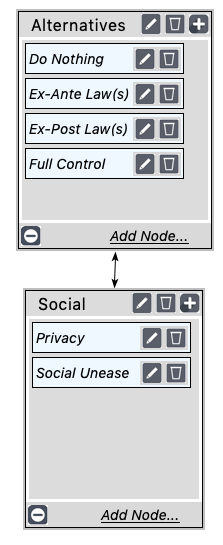 Alternatives
Do Nothing
Ex-Ante Law(s)
Ex-Post Law(s)
Full Control
Add Node...
Social
Privacy
Social Unease
Add Node...